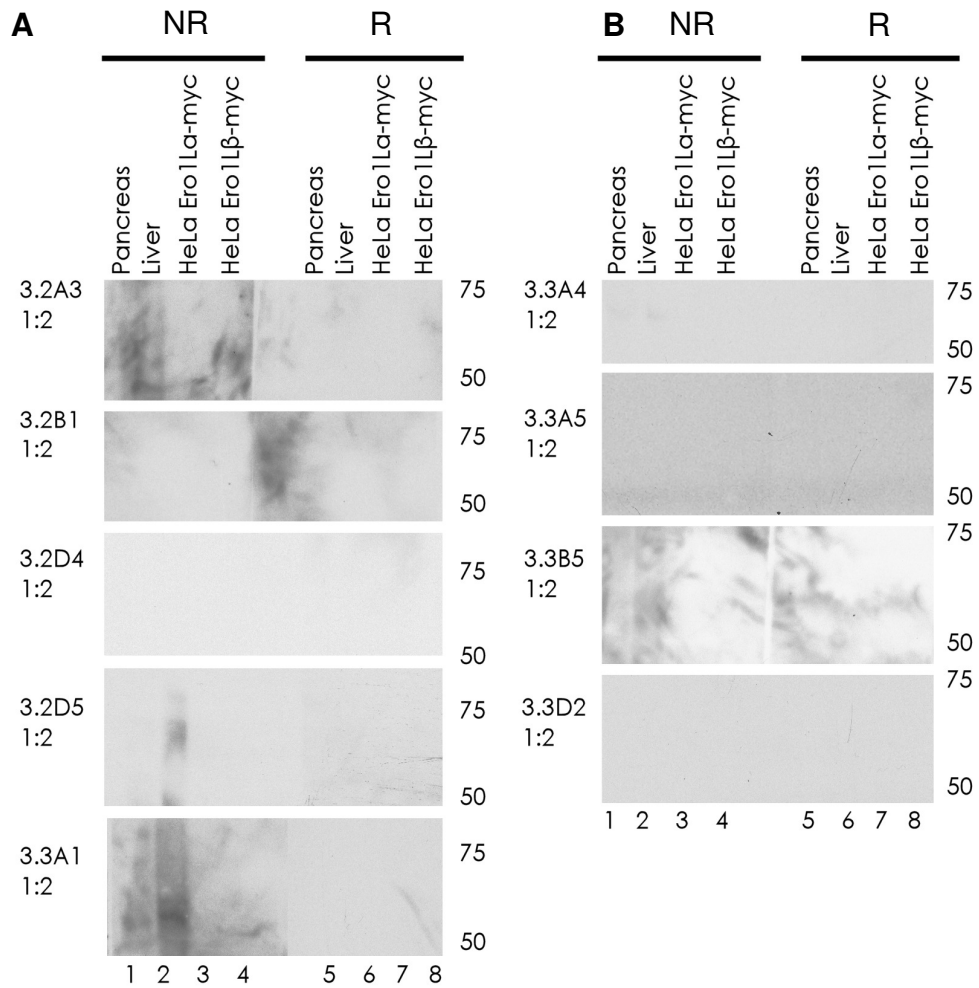 A
NR
R
Pancreas
Liver
HeLa Ero1Lα-myc
HeLa Ero1Lβ-myc
Pancreas
Liver
HeLa Ero1Lα-myc
HeLa Ero1Lβ-myc
3.2A3
1:2
75
50
3.2B1
1:2
75
50
3.2D4
1:2
75
50
3.2D5
1:2
75
50
3.3A1
1:2
75
50
1 2 3 4 5 6 7 8
B
NR
R
Pancreas
Liver
HeLa Ero1Lα-myc
HeLa Ero1Lβ-myc
Pancreas
Liver
HeLa Ero1Lα-myc
HeLa Ero1Lβ-myc
3.3A4
1:2
75
50
3.3A5
1:2
75
50
3.3B5
1:2
75
50
3.3D2
1:2
75
50
1 2 3 4 5 6 7 8